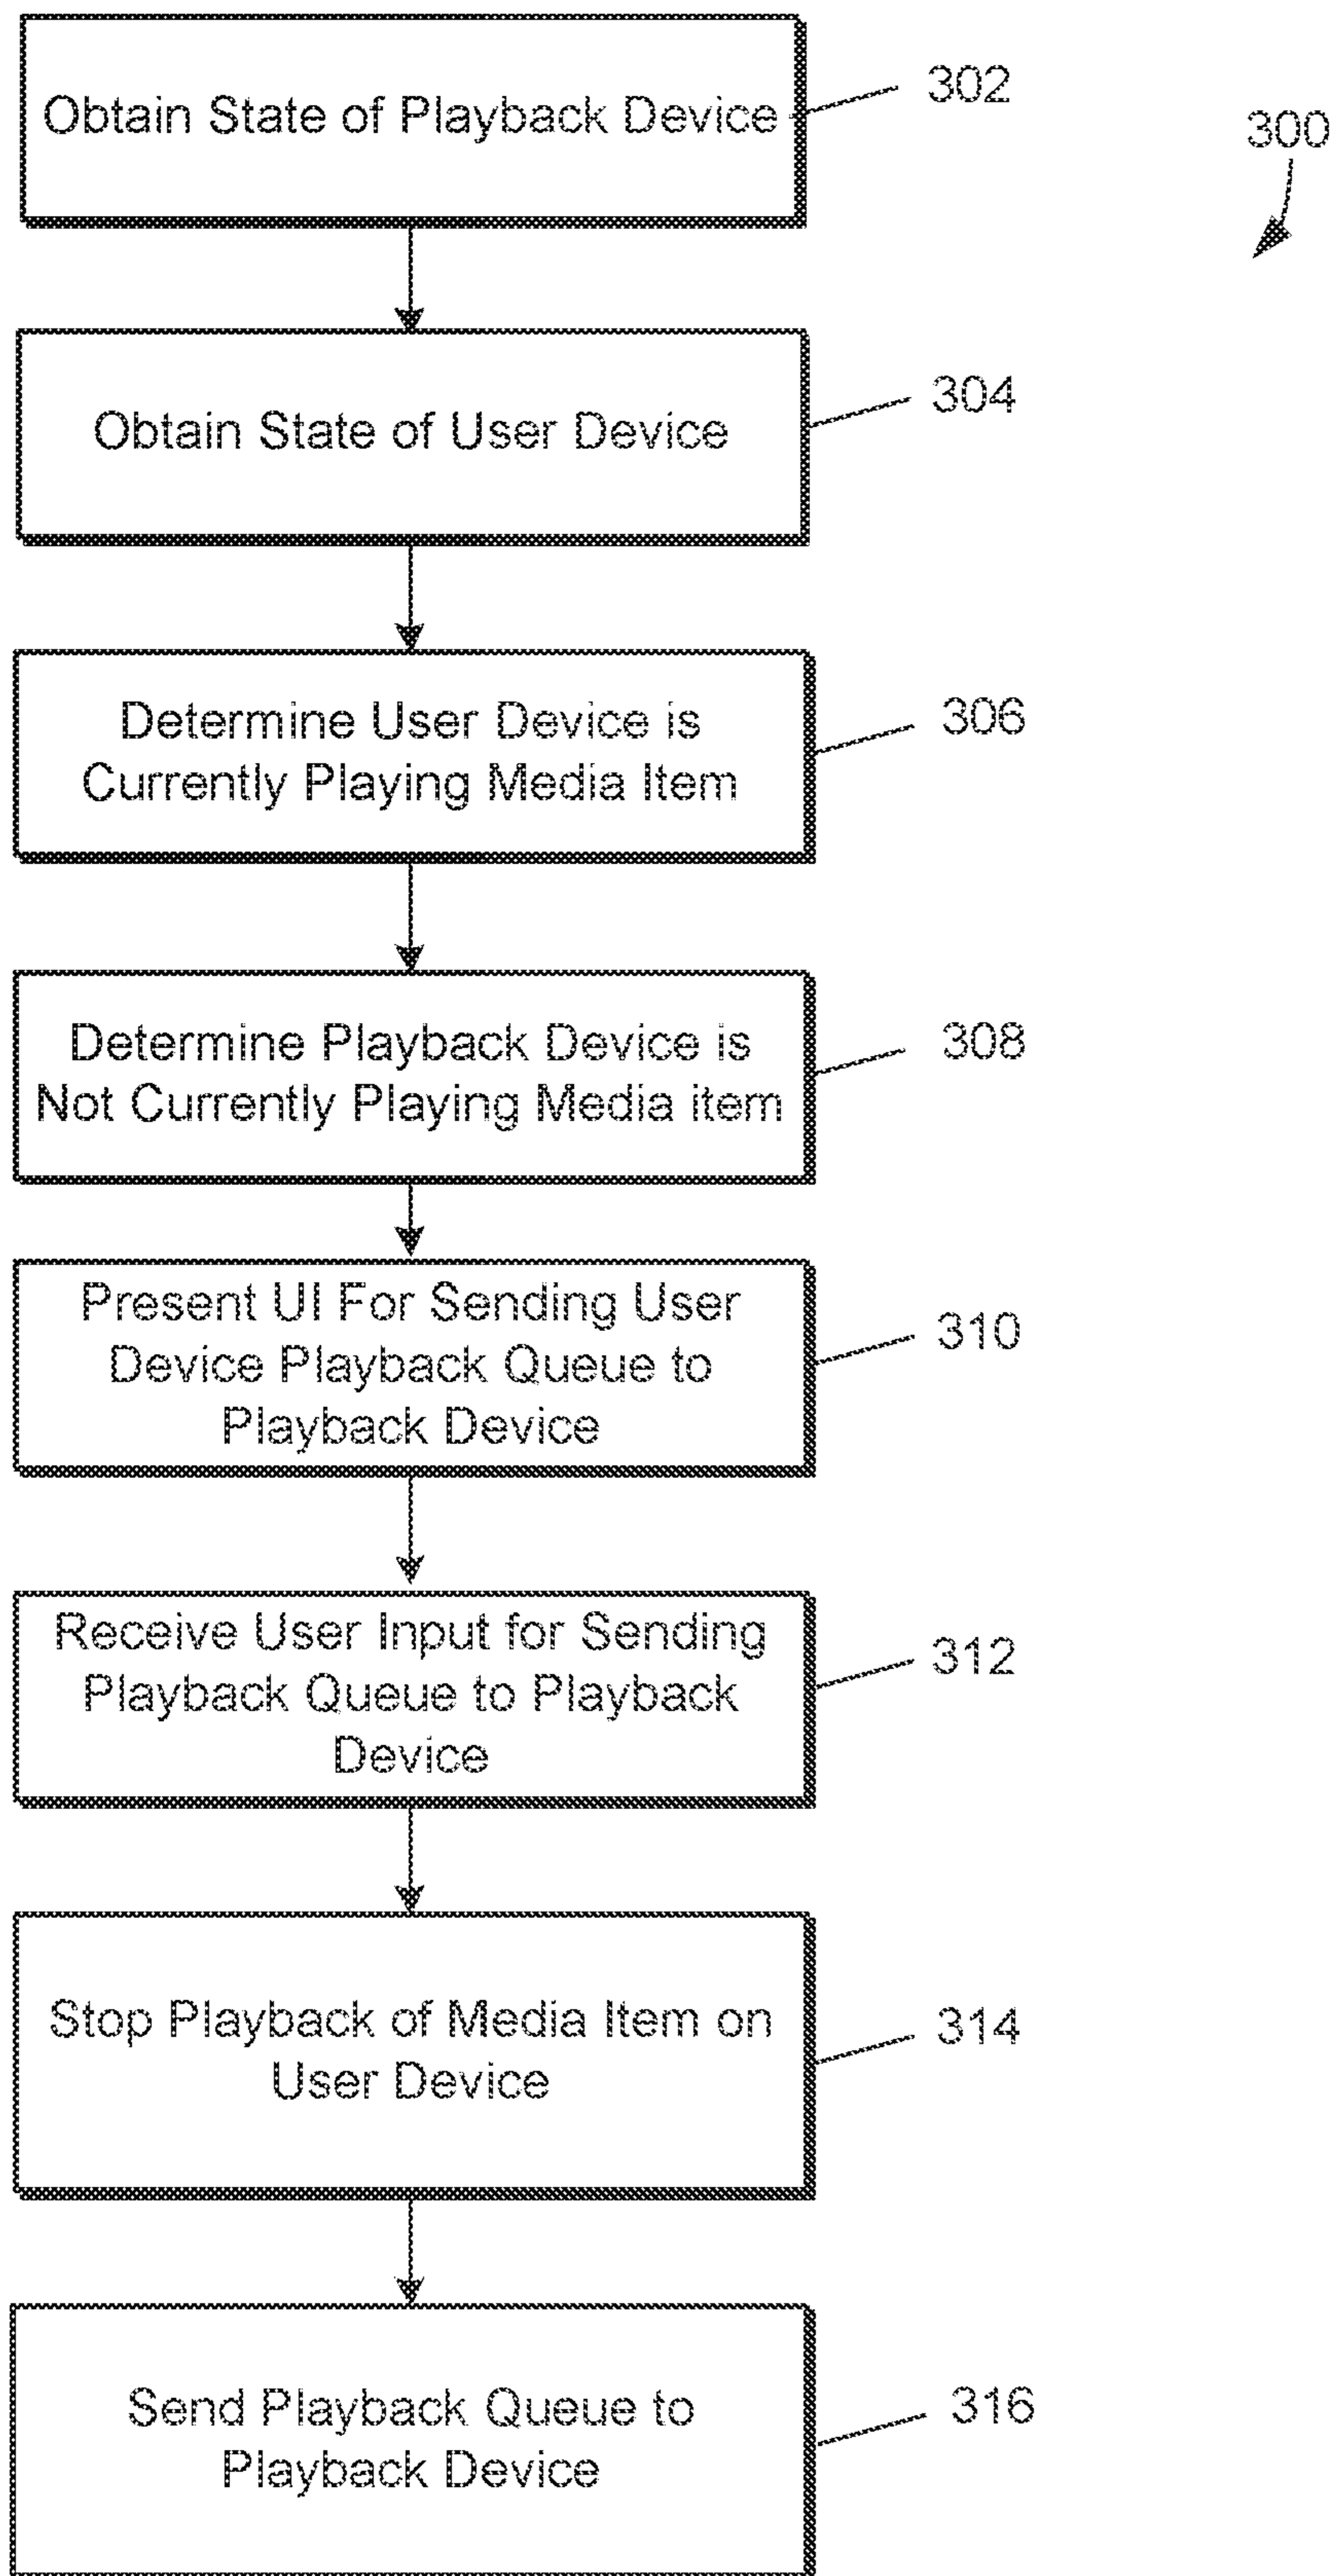 Obtain State of Playback Device
302
300
Obtain State of User Device
304
Determine User Device is
Currently Playing Media Item
306
Determine Playback Device is
Not Currently Playing Media item
308
Present UI For Sending User
Device Playback Queue to
Playback Device
310
Receive User Input for Sending
Playback Queue to Playback
Device
312
Stop Playback of Media Item on
User Device
314
Send Playback Queue to
Playback Device
316